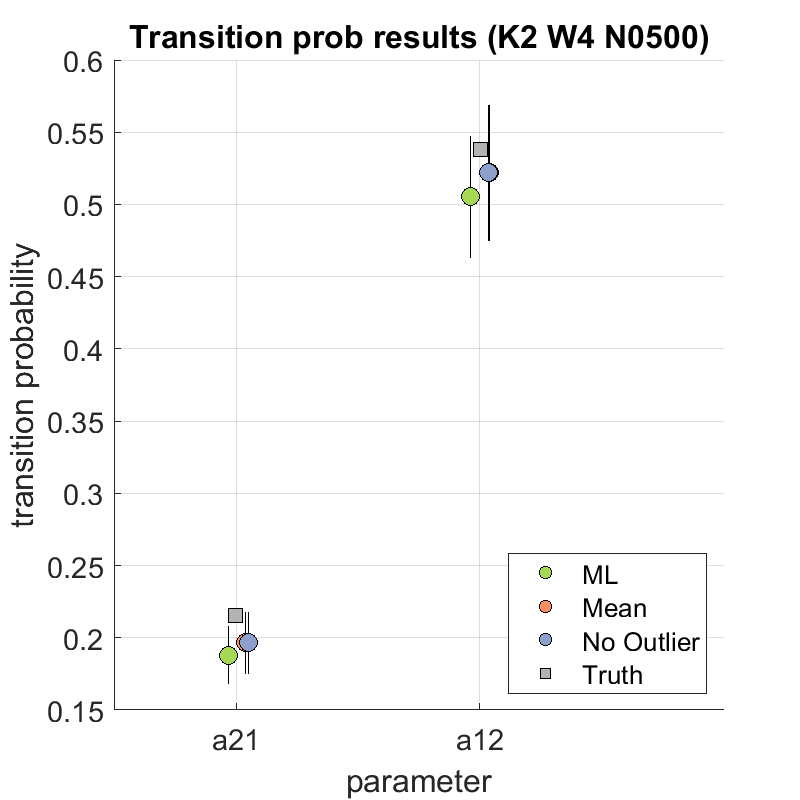 Transition prob results (K2 W4 N0500)
0.6
0.55
0.5
0.45
0.4
0.35
0.3
0.25
0.2
0.15
transition probability
a21
a12
parameter
ML
Mean
No Outlier
Truth